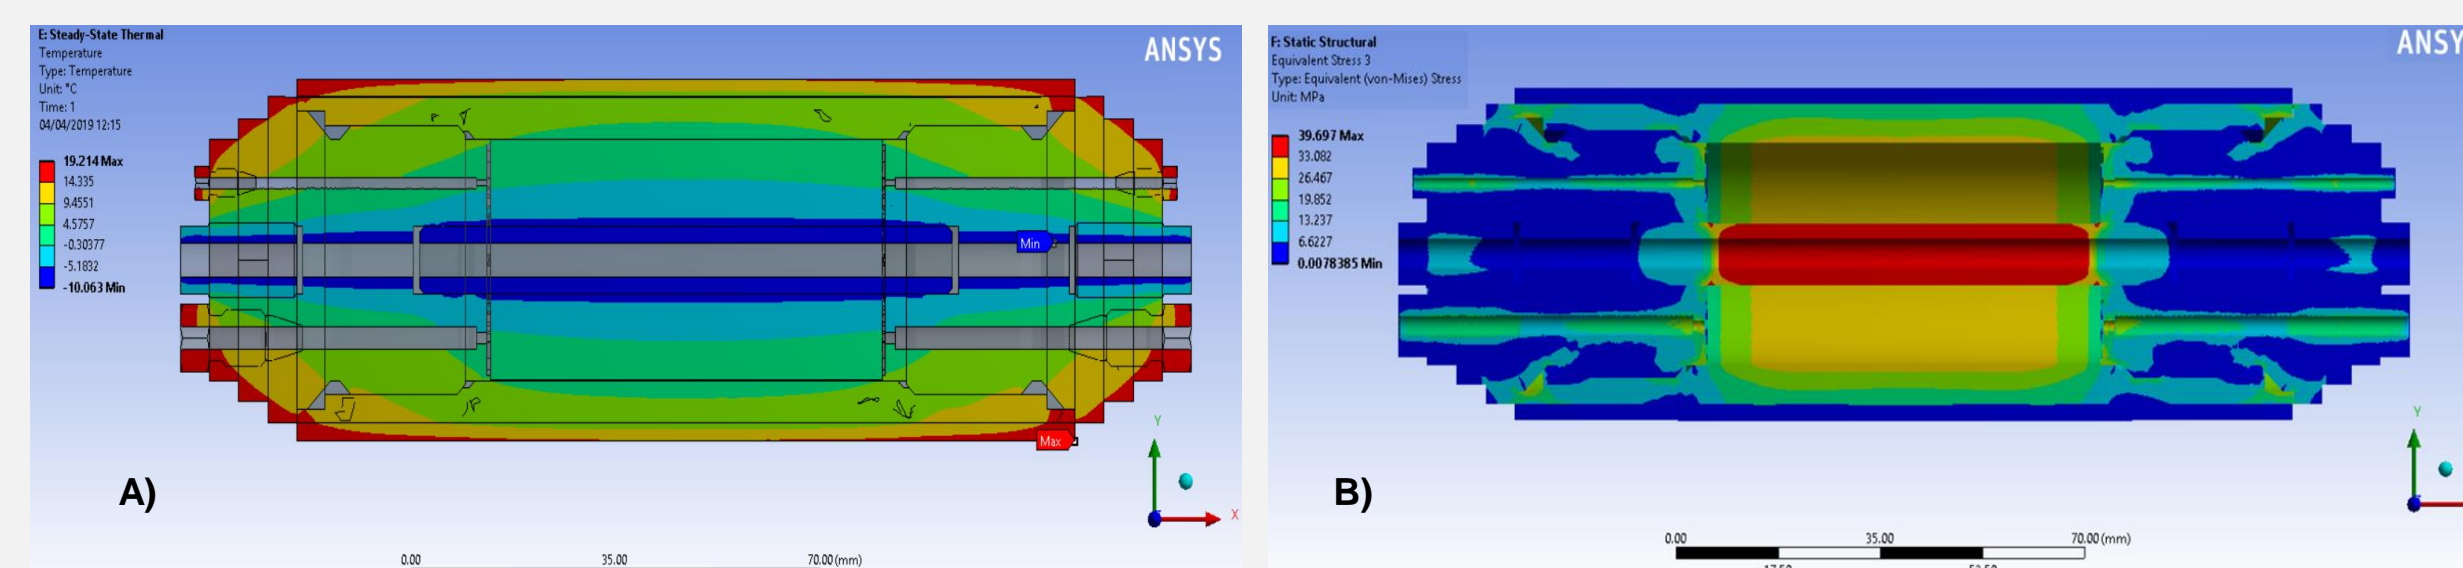 E: Steady-State Thermal
Temperature
Type: Temperature
Unit: °C
Time: 1
04/04/2019 12:15
19.214 Max
14.335
9.4551
4.5757
-0.30377
-5.1832
-10.063 Min
ANSYS
Min
Max
Y
X
A)
0.00 35.00 70.00 (mm)
F: Static Structural
Equivalent Stress 3
Type: Equivalent (von-Mises) Stress
Unit: MPa
39.697 Max
33.082
26.467
19.852
13.237
6.6227
0.0078385 Min
ANSY
Y
B)
0.00 35.00 70.00 (mm)